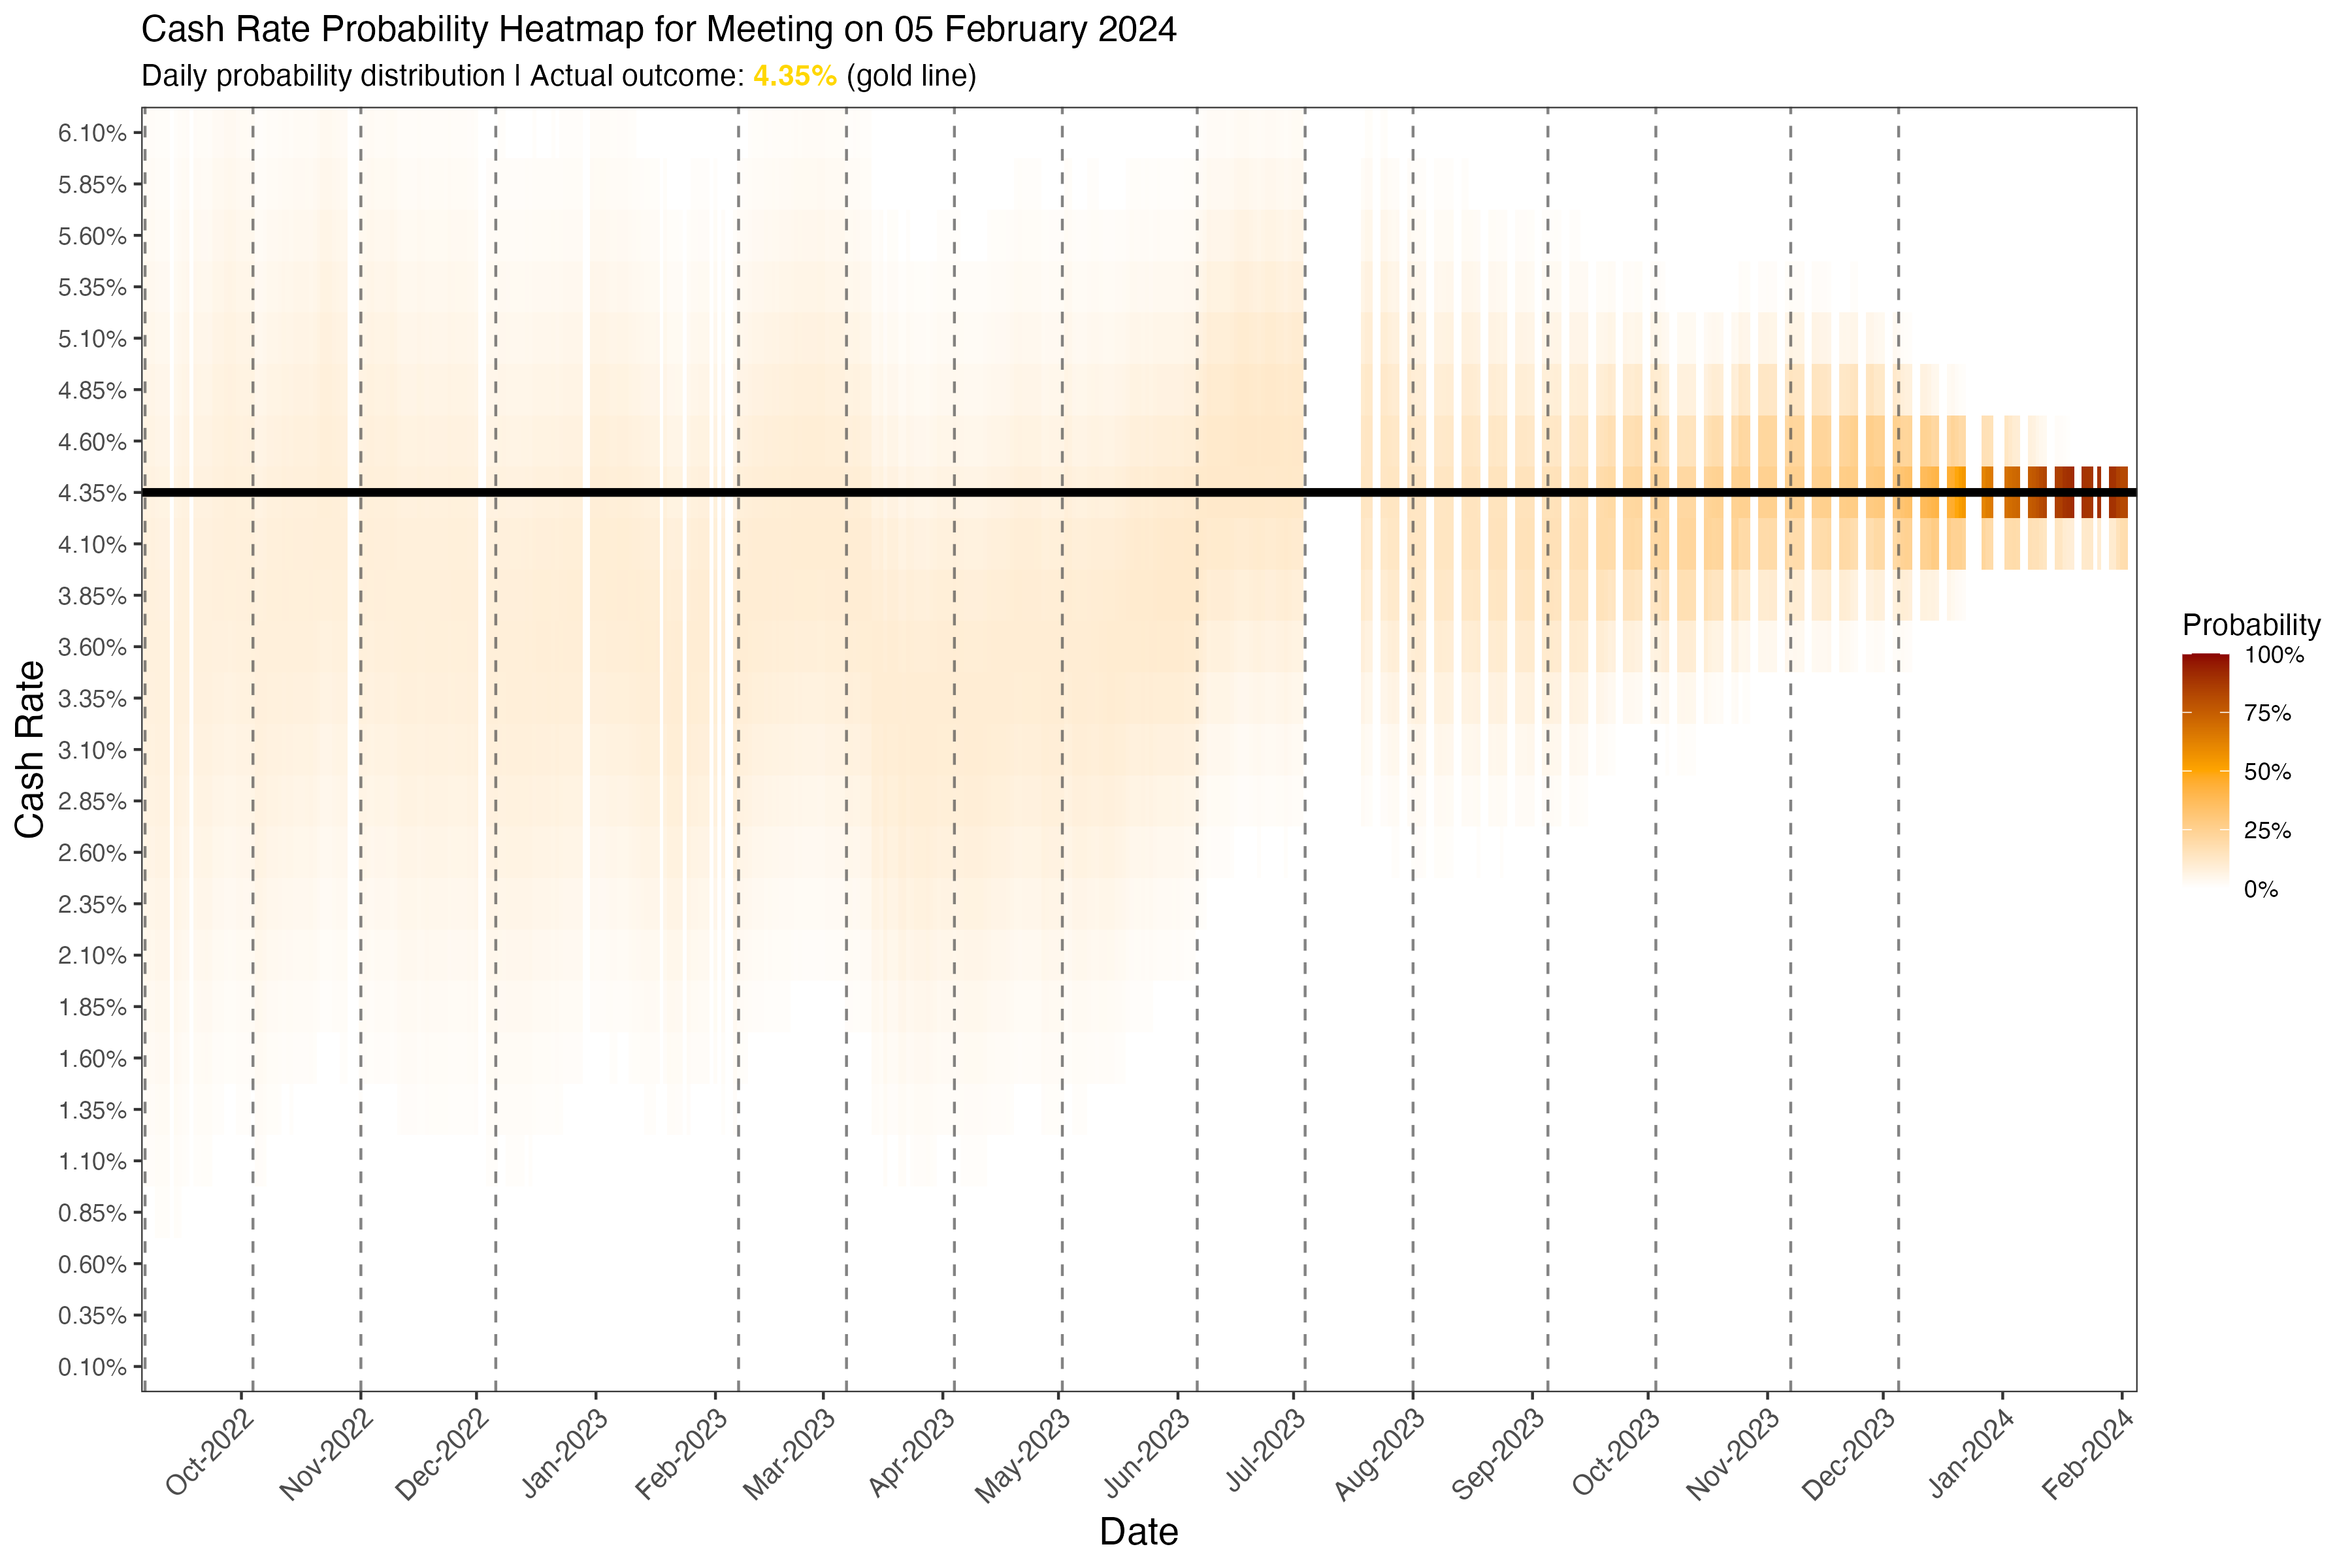 Cash Rate Probability Heatmap for Meeting on 05 February 2024
Daily probability distribution | Actual outcome: 4.35% (gold line)
Cash Rate
6.10%
5.85%
5.60%
5.35%
5.10%
4.85%
4.60%
4.35%
4.10%
3.85%
3.60%
3.35%
3.10%
2.85%
2.60%
2.35%
2.10%
1.85%
1.60%
1.35%
1.10%
0.85%
0.60%
0.35%
0.10%
Oct-2022
Nov-2022
Dec-2022
Jan-2023
Feb-2023
Mar-2023
Apr-2023
May-2023
Jun-2023
Jul-2023
Aug-2023
Sep-2023
Oct-2023
Nov-2023
Dec-2023
Jan-2024
Feb-2024
Date
Probability
100%
75%
50%
25%
0%